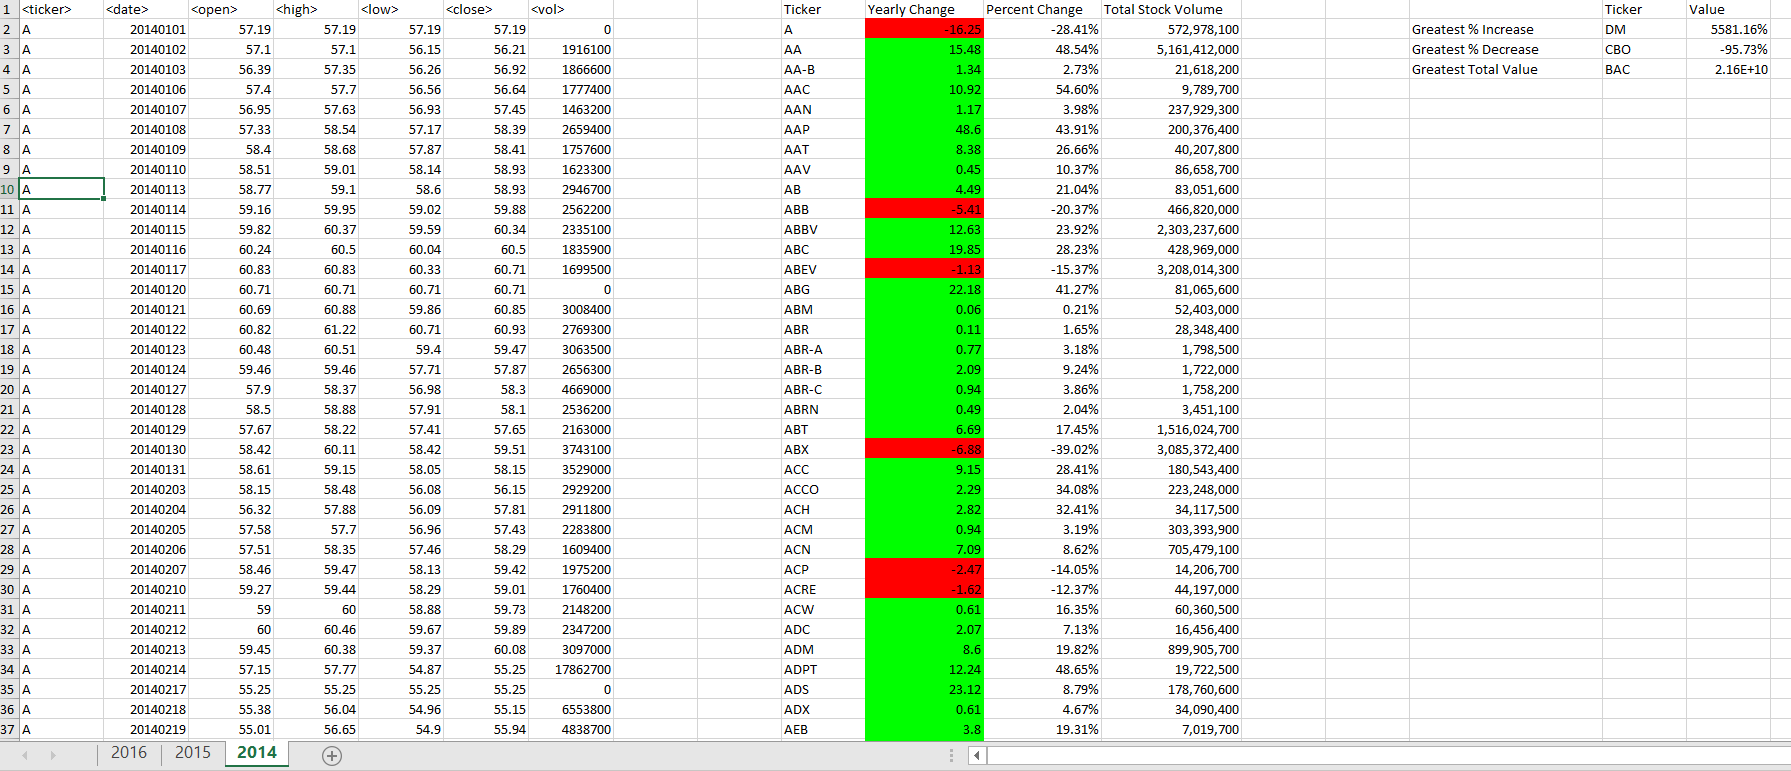 1 <ticker> <date> <open> <high> <low> <close> <vol> Ticker Yearly Change Percent Change Total Stock Volume Ticker Value
2 A 20140101 57.19 57.19 57.19 57.19 0 A -16.25 -28.41% 572,978,100 Greatest % Increase DM 5581.16%
3 A 20140102 57.1 57.1 56.15 56.21 1916100 AA 15.48 48.54% 5,161,412,000 Greatest % Decrease CBO -95.73%
4 A 20140103 56.39 57.35 56.26 56.92 1866600 AA-B 1.34 2.73% 21,618,200 Greatest Total Value BAC 2.16E+10
5 A 20140106 57.4 57.7 56.56 56.64 1777400 AAC 10.92 54.60% 9,789,700
6 A 20140107 56.95 57.63 56.93 57.45 1463200 AAN 1.17 3.98% 237,929,300
7 A 20140108 57.33 58.54 57.17 58.39 2659400 AAP 48.6 43.91% 200,376,400
8 A 20140109 58.4 58.68 57.87 58.41 1757600 AAT 8.38 26.66% 40,207,800
9 A 20140110 58.51 59.01 58.14 58.93 1623300 AAV 0.45 10.37% 86,658,700
10 A 20140113 58.77 59.1 58.6 58.93 2946700 AB 4.49 21.04% 83,051,600
11 A 20140114 59.16 59.95 59.02 59.88 2562200 ABB -5.41 -20.37% 466,820,000
12 A 20140115 59.82 60.37 59.59 60.34 2335100 ABBV 12.63 23.92% 2,303,237,600
13 A 20140116 60.24 60.5 60.04 60.5 1835900 ABC 19.85 28.23% 428,969,000
14 A 20140117 60.83 60.83 60.33 60.71 1699500 ABEV -1.13 -15.37% 3,208,014,300
15 A 20140120 60.71 60.71 60.71 60.71 0 ABG 22.18 41.27% 81,065,600
16 A 20140121 60.69 60.88 59.86 60.85 3008400 ABM 0.06 0.21% 52,403,000
17 A 20140122 60.82 61.22 60.71 60.93 2769300 ABR 0.11 1.65% 28,348,400
18 A 20140123 60.48 60.51 59.4 59.47 3063500 ABR-A 0.77 3.18% 1,798,500
19 A 20140124 59.46 59.46 57.71 57.87 2656300 ABR-B 2.09 9.24% 1,722,000
20 A 20140127 57.9 58.37 56.98 58.3 4669000 ABR-C 0.94 3.86% 1,758,200
21 A 20140128 58.5 58.88 57.91 58.1 2536200 ABRN 0.49 2.04% 3,451,100
22 A 20140129 57.67 58.22 57.41 57.65 2163000 ABT 6.69 17.45% 1,516,024,700
23 A 20140130 58.42 60.11 58.42 59.51 3743100 ABX -6.88 -39.02% 3,085,372,400
24 A 20140131 58.61 59.15 58.05 58.15 3529000 ACC 9.15 28.41% 180,543,400
25 A 20140203 58.15 58.48 56.08 56.15 2929200 ACCO 2.29 34.08% 223,248,000
26 A 20140204 56.32 57.88 56.09 57.81 2911800 ACH 2.82 32.41% 34,117,500
27 A 20140205 57.58 57.7 56.96 57.43 2283800 ACM 0.94 3.19% 303,393,900
28 A 20140206 57.51 58.35 57.46 58.29 1609400 ACN 7.09 8.62% 705,479,100
29 A 20140207 58.46 59.47 58.13 59.42 1975200 ACP -2.47 -14.05% 14,206,700
30 A 20140210 59.27 59.44 58.29 59.01 1760400 ACRE -1.62 -12.37% 44,197,000
31 A 20140211 59 60 58.88 59.73 2148200 ACW 0.61 16.35% 60,360,500
32 A 20140212 60 60.46 59.67 59.89 2347200 ADC 2.07 7.13% 16,456,400
33 A 20140213 59.45 60.38 59.37 60.08 3097000 ADM 8.6 19.82% 899,905,700
34 A 20140214 57.15 57.77 54.87 55.25 17862700 ADPT 12.24 48.65% 19,722,500
35 A 20140217 55.25 55.25 55.25 55.25 0 ADS 23.12 8.79% 178,760,600
36 A 20140218 55.38 56.04 54.96 55.15 6553800 ADX 0.61 4.67% 34,090,400
37 A 20140219 55.01 56.65 54.9 55.94 4838700 AEB 3.8 19.31% 7,019,700
2016 2015 2014